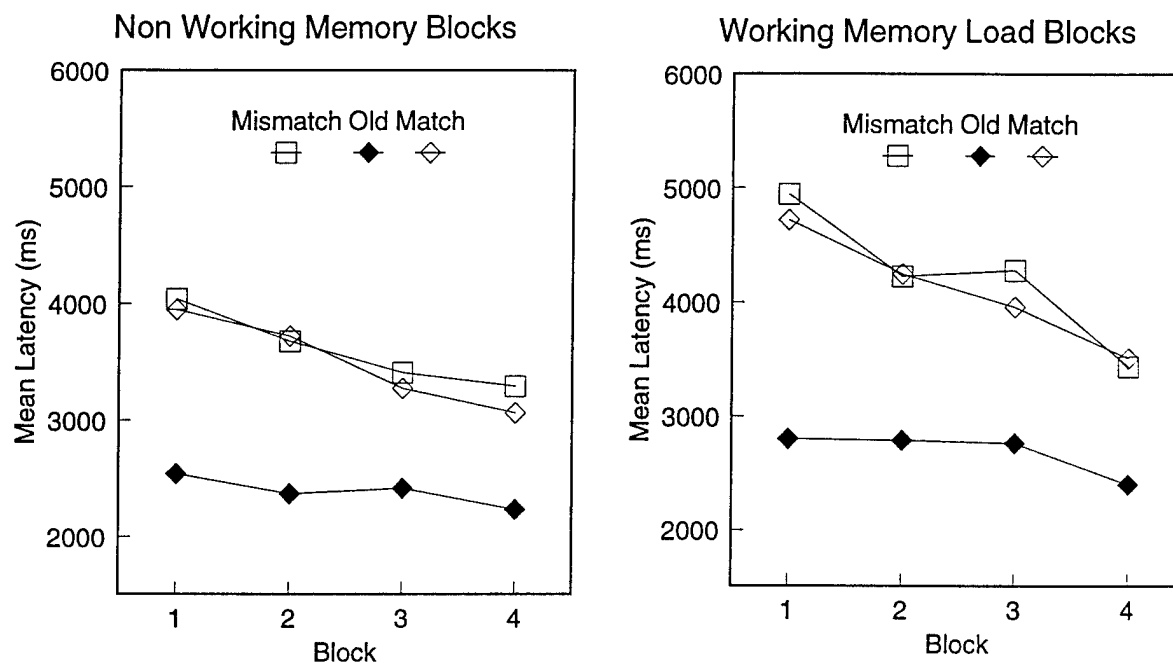 Non Working Memory Blocks
6000
5000
4000
3000
2000
Mean Latency (ms)
Mismatch Old Match
1 2 3 4
Block
Working Memory Load Blocks
6000
5000
4000
3000
2000
Mean Latency (ms)
Mismatch Old Match
1 2 3 4
Block